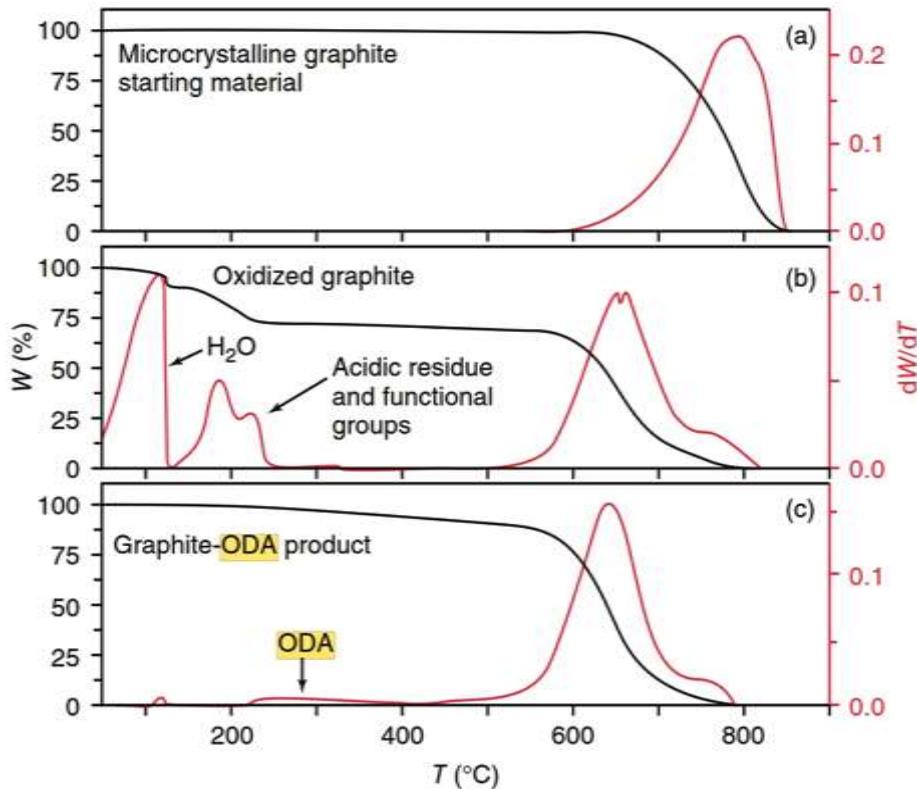 100
75
50
25
0
Microcrystalline graphite
starting material
(a)
0.2
0.1
0.0
100
75
50
25
0
Oxidized graphite
(b)
H₂O
Acidic residue
and functional
groups
0.1
0.0
W (%)
dW/dT
100
75
50
25
0
Graphite-ODA product
(c)
ODA
0.1
0.0
200
400
600
800
T (°C)